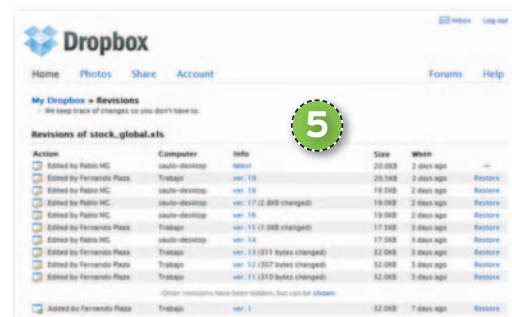 Inbox Log out
Dropbox
Home Photos Share Account Forums Help
My Dropbox » Revisions
- We keep track of changes so you don't have to.
5
Revisions of stock_global.xls
Action Computer Info Size When
Edited by Pablo MG saulo-desktop latest 20.0KB 2 days ago —
Edited by Fernando Plaza Trabajo ver. 19 20.5KB 2 days ago Restore
Edited by Pablo MG saulo-desktop ver. 18 19.5KB 2 days ago Restore
Edited by Pablo MG saulo-desktop ver. 17 (2.8KB changed) 19.0KB 2 days ago Restore
Edited by Pablo MG saulo-desktop ver. 16 19.0KB 2 days ago Restore
Edited by Fernando Plaza Trabajo ver. 15 (1.3KB changed) 17.5KB 3 days ago Restore
Edited by Pablo MG saulo-desktop ver. 14 17.5KB 3 days ago Restore
Edited by Fernando Plaza Trabajo ver. 13 (311 bytes changed) 32.0KB 3 days ago Restore
Edited by Fernando Plaza Trabajo ver. 12 (307 bytes changed) 32.0KB 3 days ago Restore
Edited by Fernando Plaza Trabajo ver. 11 (310 bytes changed) 32.0KB 3 days ago Restore
Other revisions have been hidden, but can be shown.
Added by Fernando Plaza Trabajo ver. 1 32.0KB 7 days ago Restore